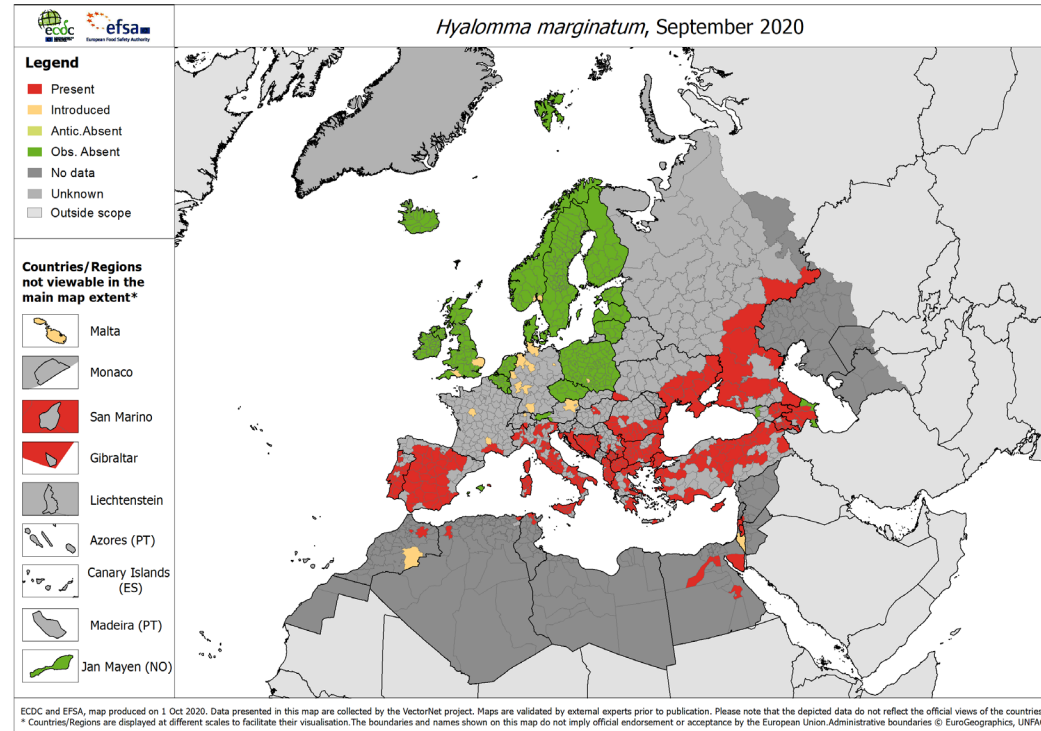 ecdc
efsa
European Food Safety Authority
Hyalomma marginatum, September 2020
Legend
Present
Introduced
Antic.Absent
Obs. Absent
No data
Unknown
Outside scope
Countries/Regions
not viewable in the
main map extent*
Malta
Monaco
San Marino
Gibraltar
Liechtenstein
Azores (PT)
Canary Islands
(ES)
Madeira (PT)
Jan Mayen (NO)
ECDC and EFSA, map produced on 1 Oct 2020. Data presented in this map are collected by the VectorNet project. Maps are validated by external experts prior to publication. Please note that the depicted data do not reflect the official views of the countries
* Countries/Regions are displayed at different scales to facilitate their visualisation.The boundaries and names shown on this map do not imply official endorsement or acceptance by the European Union.Administrative boundaries © EuroGeographics, UNFA